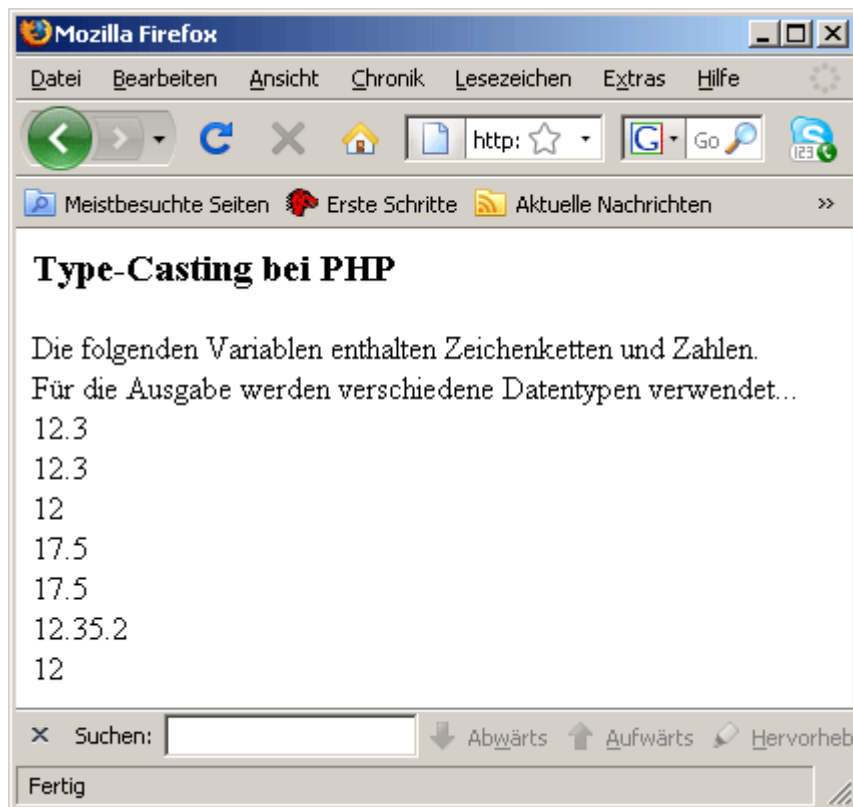 Mozilla Firefox
Datei Bearbeiten Ansicht Chronik Lesezeichen Extras Hilfe
http: G Go 123
Meistbesuchte Seiten Erste Schritte Aktuelle Nachrichten »
Type-Casting bei PHP
Die folgenden Variablen enthalten Zeichenketten und Zahlen.
Für die Ausgabe werden verschiedene Datentypen verwendet...
12.3
12.3
12
17.5
17.5
12.35.2
12
Suchen: Abwärts Aufwärts Hervorheb
Fertig